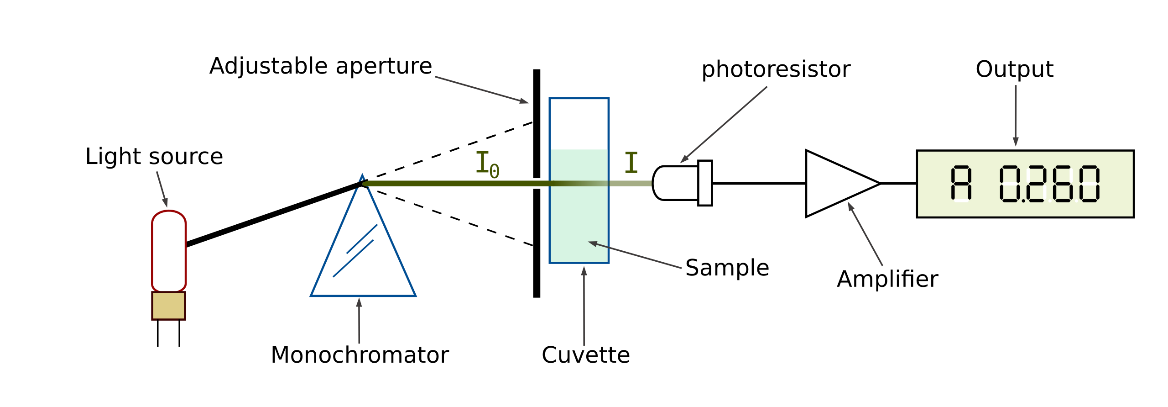 Adjustable aperture
photoresistor
Output
Light source
I0
I
A 0.260
Sample
Amplifier
Monochromator
Cuvette